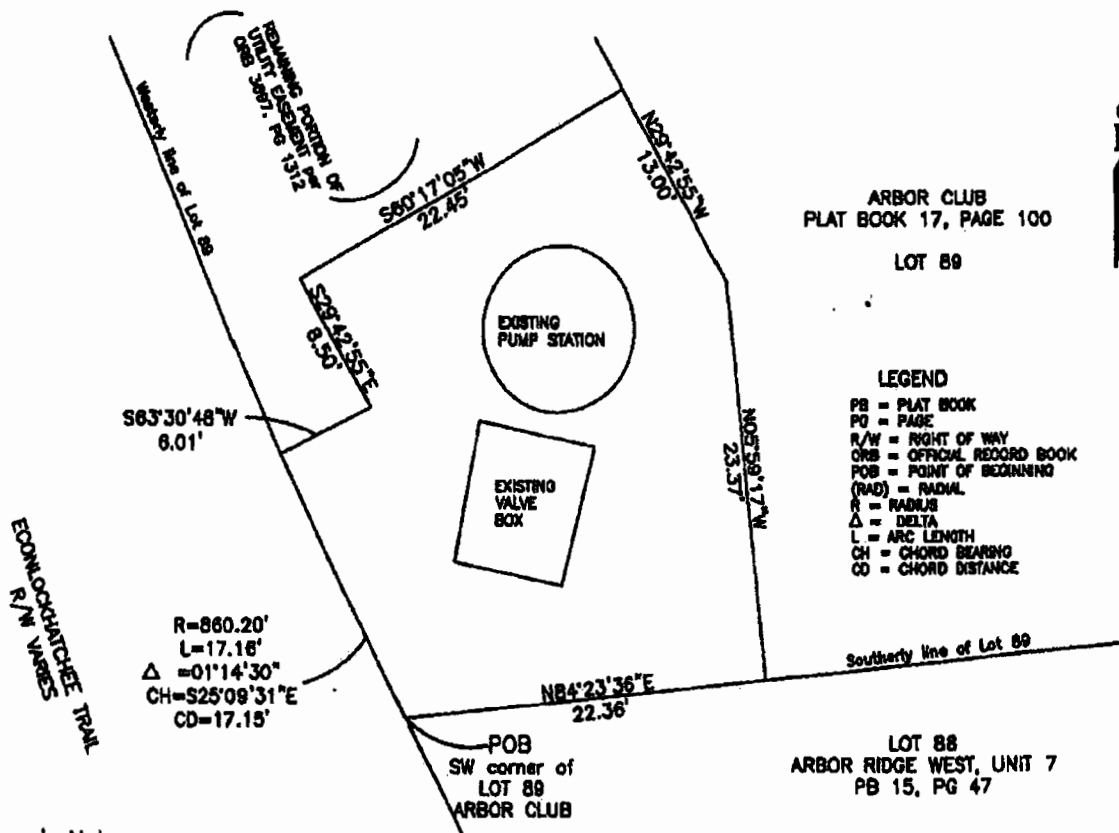 REMAINING PORTION OF
UTILITY EASEMENT per
ORB 3897, PG 1312
Westerly line of Lot 89
S60°17'05"W
22.45'
N29°42'55"W
13.00'
ARBOR CLUB
PLAT BOOK 17, PAGE 100
LOT 89
S29°42'55"E
8.50'
EXISTING
PUMP STATION
S63°30'48"W
6.01'
EXISTING
VALVE
BOX
N05°59'17"W
23.37'
LEGEND
PB = PLAT BOOK
PG = PAGE
R/W = RIGHT OF WAY
ORB = OFFICIAL RECORD BOOK
POB = POINT OF BEGINNING
(RAD) = RADIAL
R = RADIUS
Δ = DELTA
L = ARC LENGTH
CH = CHORD BEARING
CD = CHORD DISTANCE
ECONLOCKHATCHEE TRAIL
R/W VARIES
R=860.20'
L=17.16'
Δ =01°14'30"
CH=S25°09'31"E
CD=17.15'
Southerly line of Lot 89
N84°23'36"E
22.36'
POB
SW corner of
LOT 89
ARBOR CLUB
LOT 88
ARBOR RIDGE WEST, UNIT 7
PB 15, PG 47